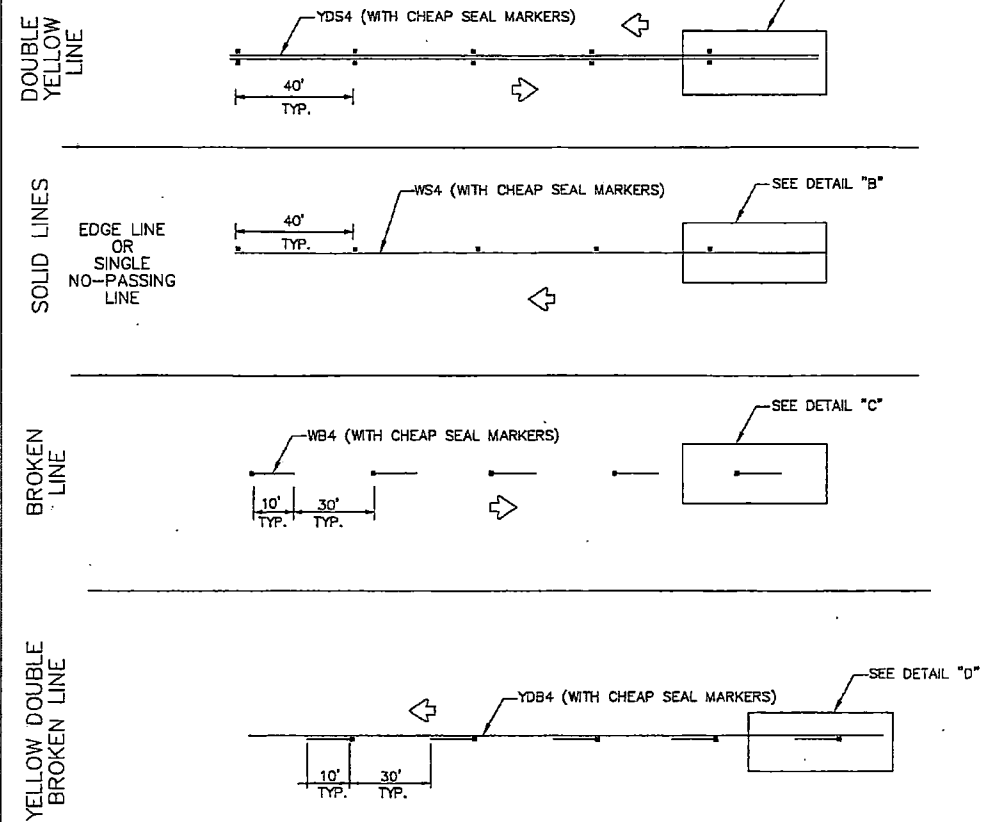 DOUBLE
YELLOW
LINE
YDS4 (WITH CHEAP SEAL MARKERS)
40'
TYP.
SOLID LINES
EDGE LINE
OR
SINGLE
NO-PASSING
LINE
WS4 (WITH CHEAP SEAL MARKERS)
SEE DETAIL "B"
40'
TYP.
BROKEN
LINE
WB4 (WITH CHEAP SEAL MARKERS)
SEE DETAIL "C"
10'
TYP.
30'
TYP.
YELLOW DOUBLE
BROKEN LINE
YDB4 (WITH CHEAP SEAL MARKERS)
SEE DETAIL "D"
10'
TYP.
30'
TYP.